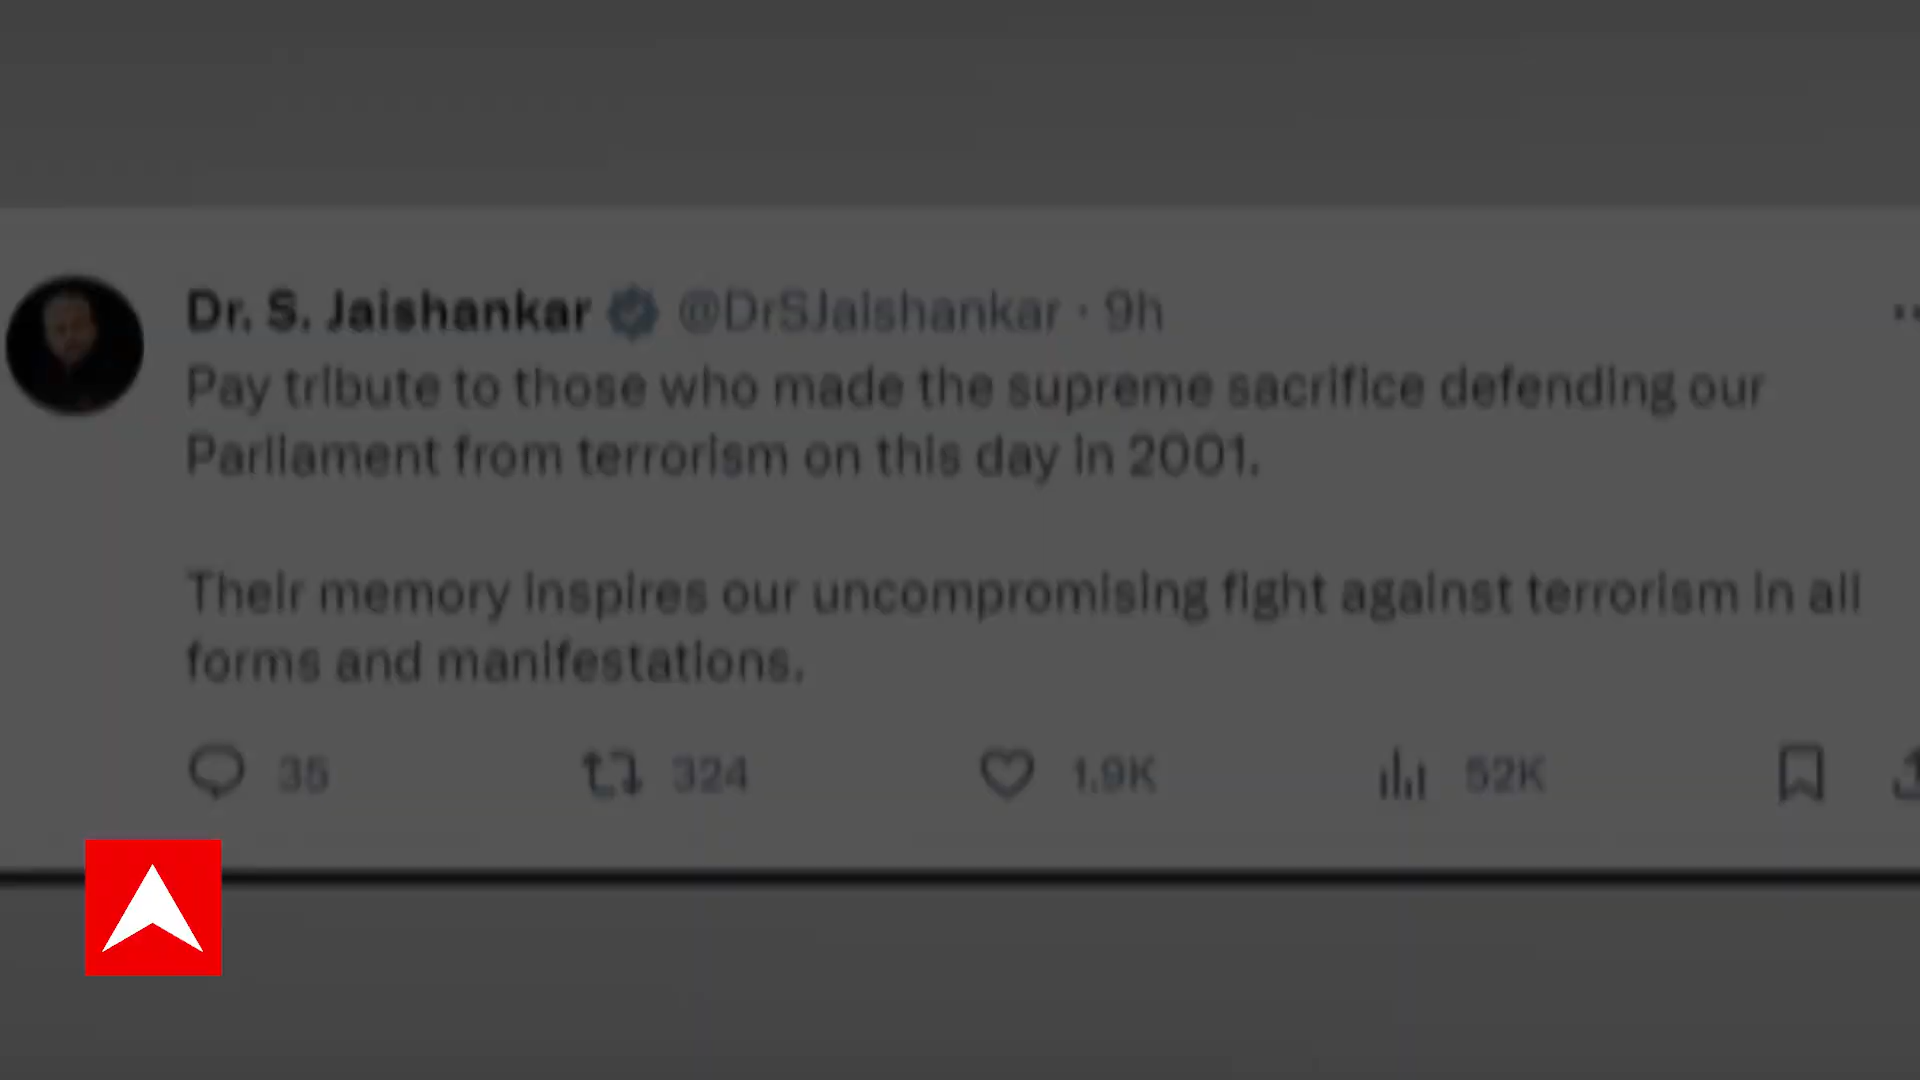 Dr. S. Jaishankar @DrSJaishankar · 9h
Pay tribute to those who made the supreme sacrifice defending our
Parliament from terrorism on this day in 2001.
Their memory inspires our uncompromising fight against terrorism in all
forms and manifestations.
35 324 1.9K 52K